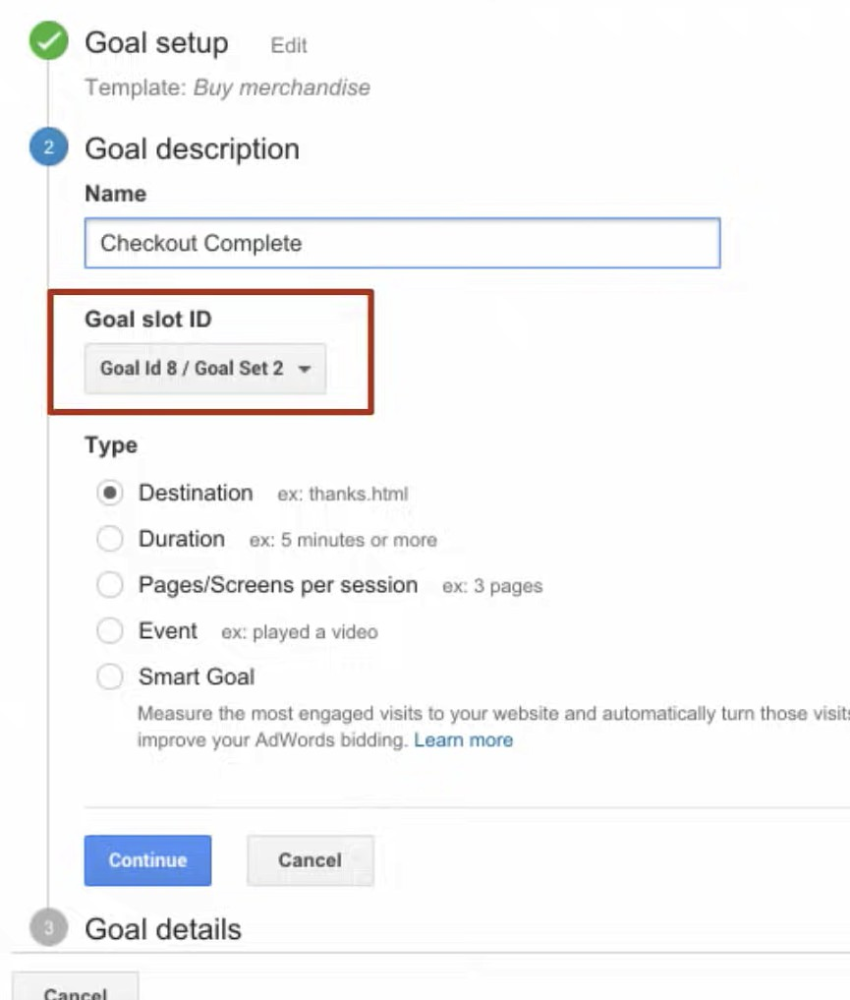 Goal setup Edit
Template: Buy merchandise
2 Goal description
Name
Checkout Complete
Goal slot ID
Goal Id 8 / Goal Set 2
Type
Destination ex: thanks.html
Duration ex: 5 minutes or more
Pages/Screens per session ex: 3 pages
Event ex: played a video
Smart Goal
Measure the most engaged visits to your website and automatically turn those visits
improve your AdWords bidding. Learn more
Continue Cancel
3 Goal details
Cancel